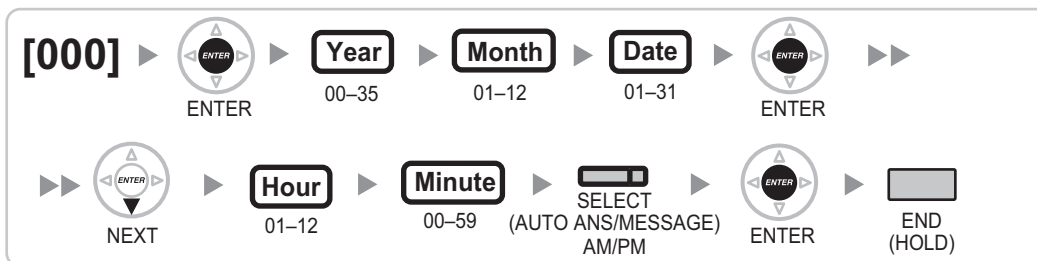 [000] ENTER Year Month Date ENTER
ENTER 00–35 01–12 01–31 ENTER
ENTER Hour Minute SELECT ENTER END
NEXT 01–12 00–59 (AUTO ANS/MESSAGE) ENTER (HOLD)
AM/PM